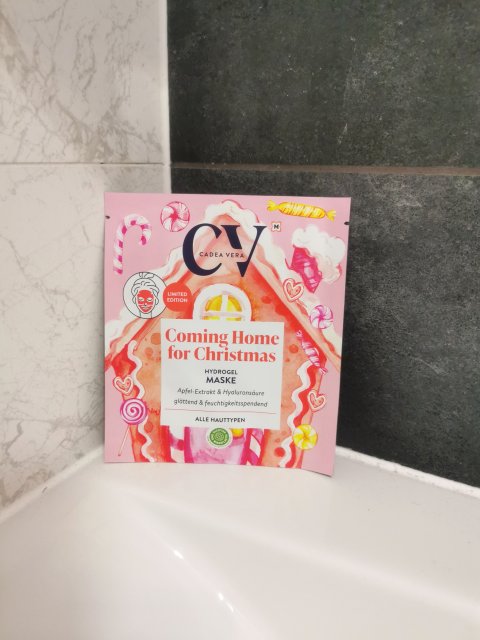 CV
CADEA VERA
M
LIMITED
EDITION
Coming Home
for Christmas
HYDROGEL
MASKE
Apfel-Extrakt & Hyaluronsäure
glättend & feuchtigkeitsspendend
ALLE HAUTTYPEN